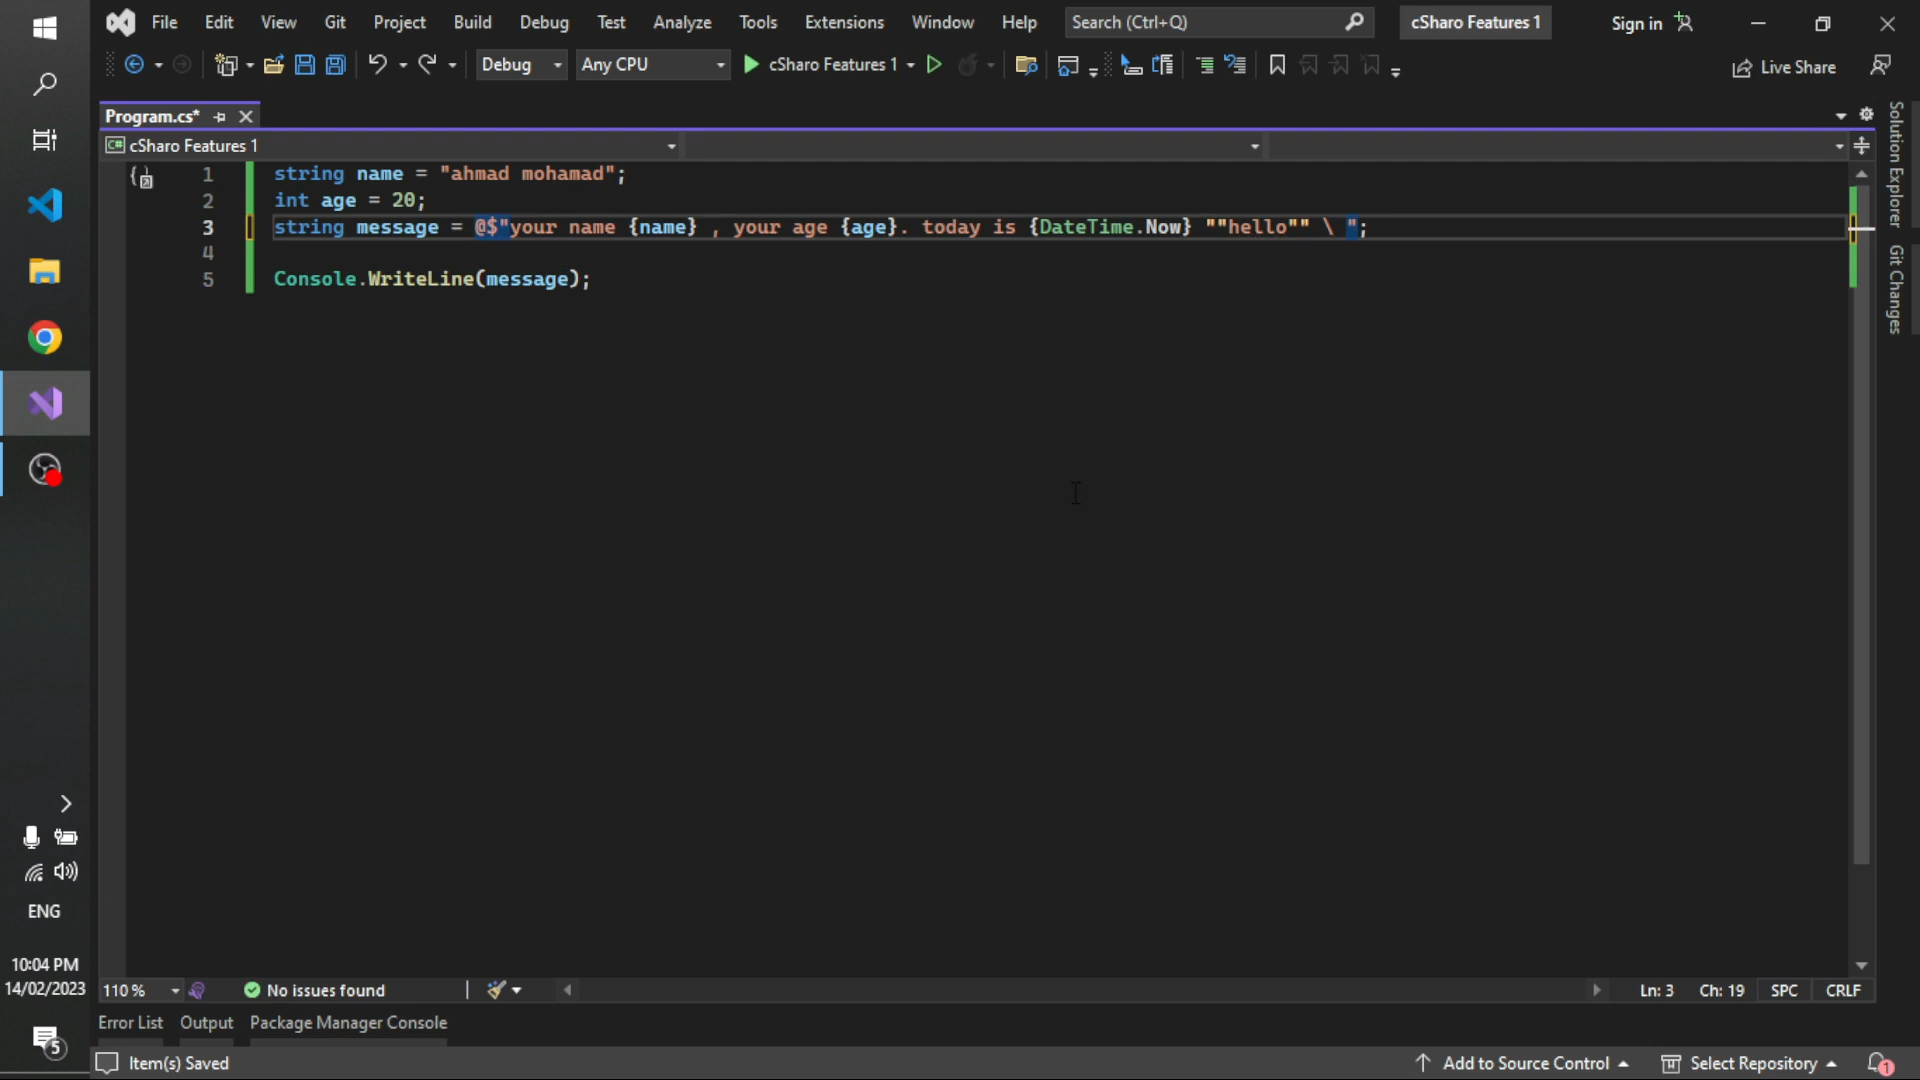 File Edit View Git Project Build Debug Test Analyze Tools Extensions Window Help Search (Ctrl+Q) cSharo Features 1 Sign in
Debug Any CPU cSharo Features 1 Live Share
Program.cs*
C# cSharo Features 1
1 string name = "ahmad mohamad";
2 int age = 20;
3 string message = @$"your name {name} , your age {age}. today is {DateTime.Now} ""hello"" \ ";
4
5 Console.WriteLine(message);
Solution Explorer
Git Changes
ENG
10:04 PM
14/02/2023
5
110 % No issues found Ln: 3 Ch: 19 SPC CRLF
Error List Output Package Manager Console
Item(s) Saved Add to Source Control Select Repository 1